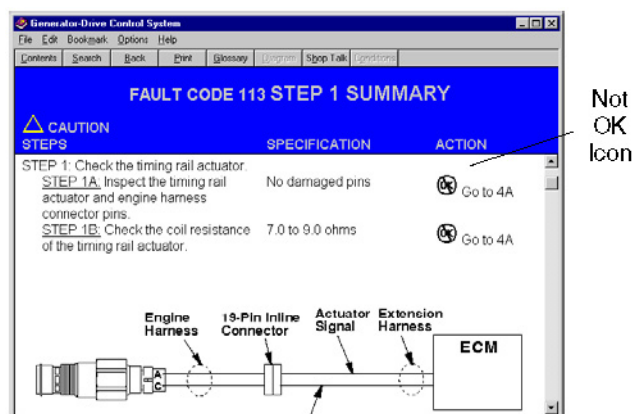 Generator-Drive Control System
File Edit Bookmark Options Help
Contents Search Back Print Glossary Diagram Shop Talk Conditions
FAULT CODE 113 STEP 1 SUMMARY
CAUTION
STEPS SPECIFICATION ACTION
STEP 1: Check the timing rail actuator.
STEP 1A: Inspect the timing rail No damaged pins OK Go to 4A
actuator and engine harness
connector pins.
STEP 1B: Check the coil resistance 7.0 to 9.0 ohms OK Go to 4A
of the timing rail actuator.
Not
OK
Icon
Engine 19-Pin Inline Actuator Extension
Harness Connector Signal Harness
ECM
A
C